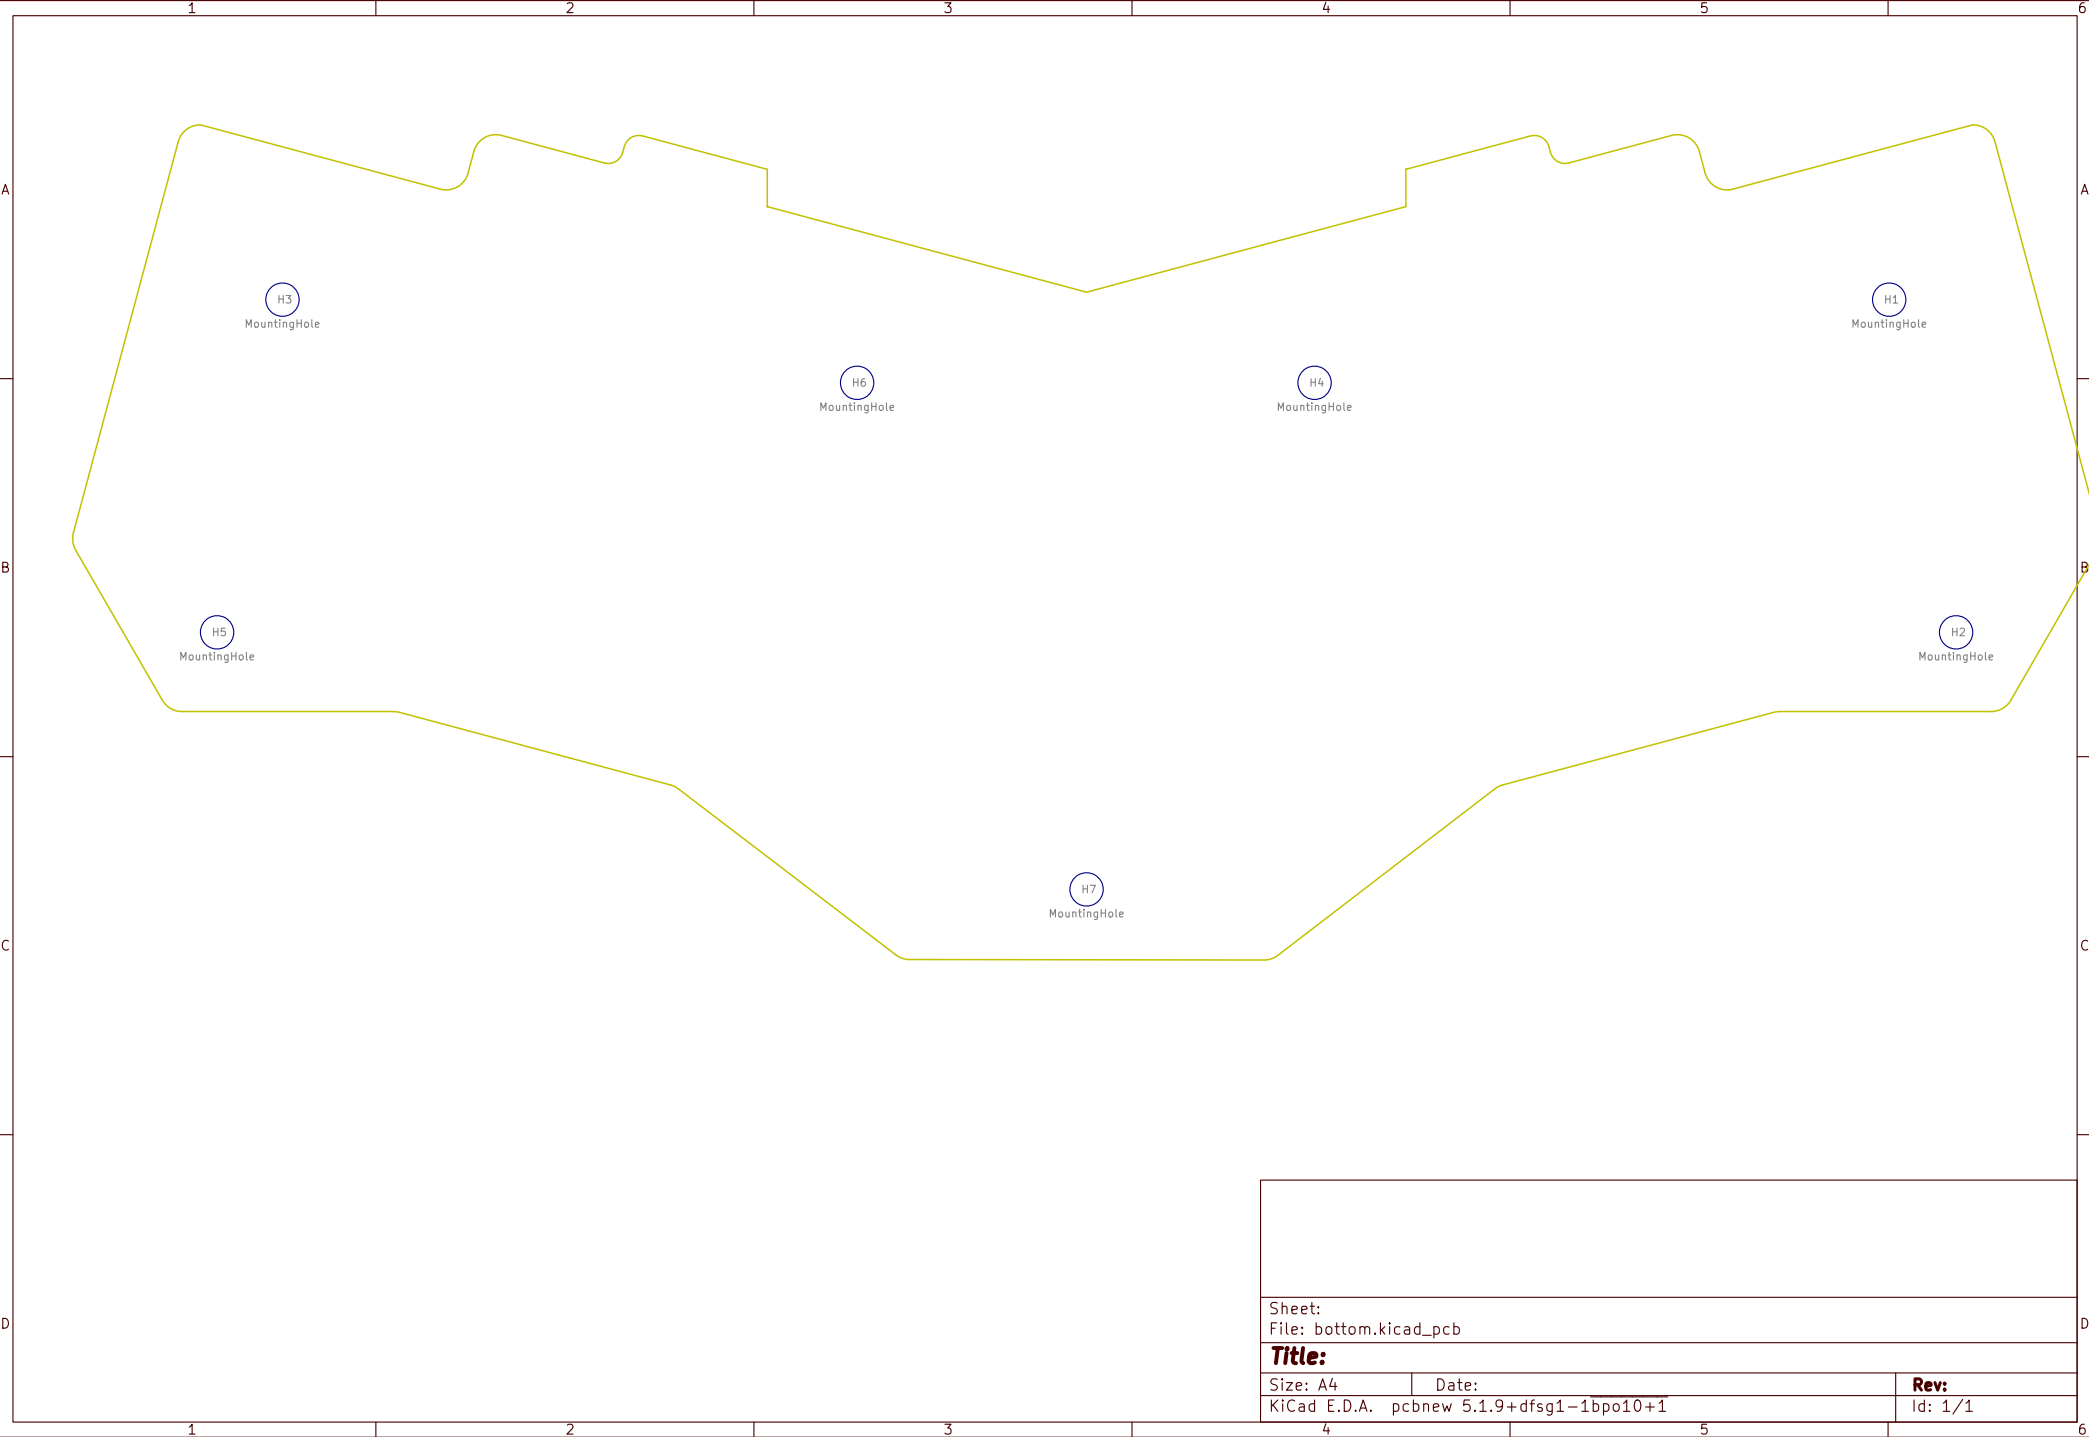 1 2 3 4 5 6
A A
H3 H1
MountingHole MountingHole
H6 H4
MountingHole MountingHole
B B
H5 H2
MountingHole MountingHole
H7
MountingHole
C C
Sheet:
File: bottom.kicad_pcb
D D
Title:
Size: A4 Date: Rev:
KiCad E.D.A. pcbnew 5.1.9+dfsg1-1bpo10+1 Id: 1/1
1 2 3 4 5 6